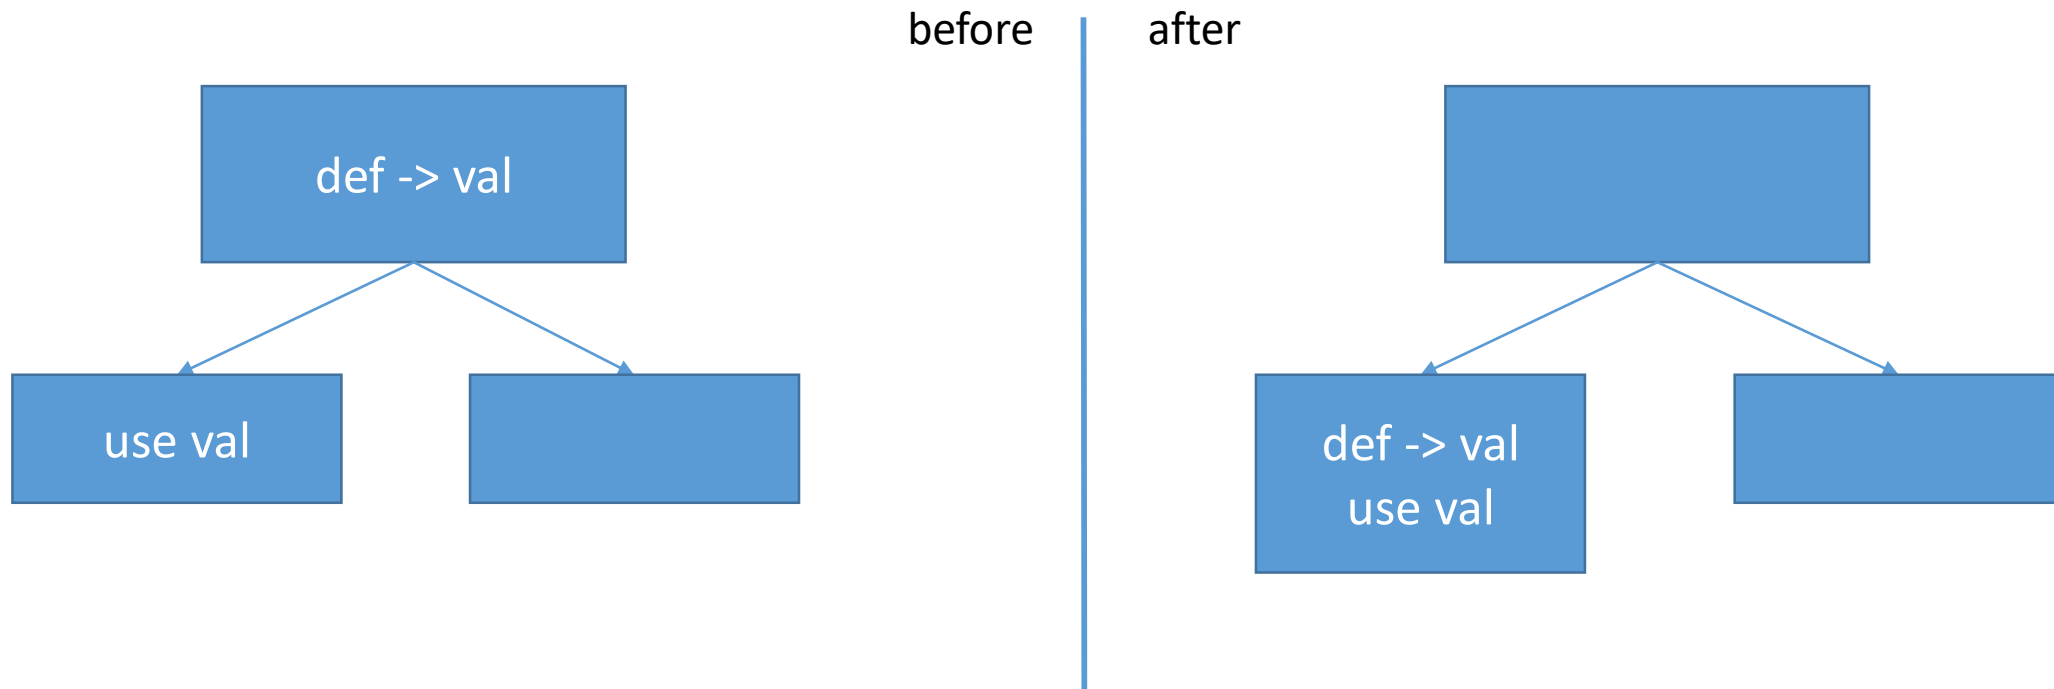 before
after
def -> val
use val
def -> val
use val